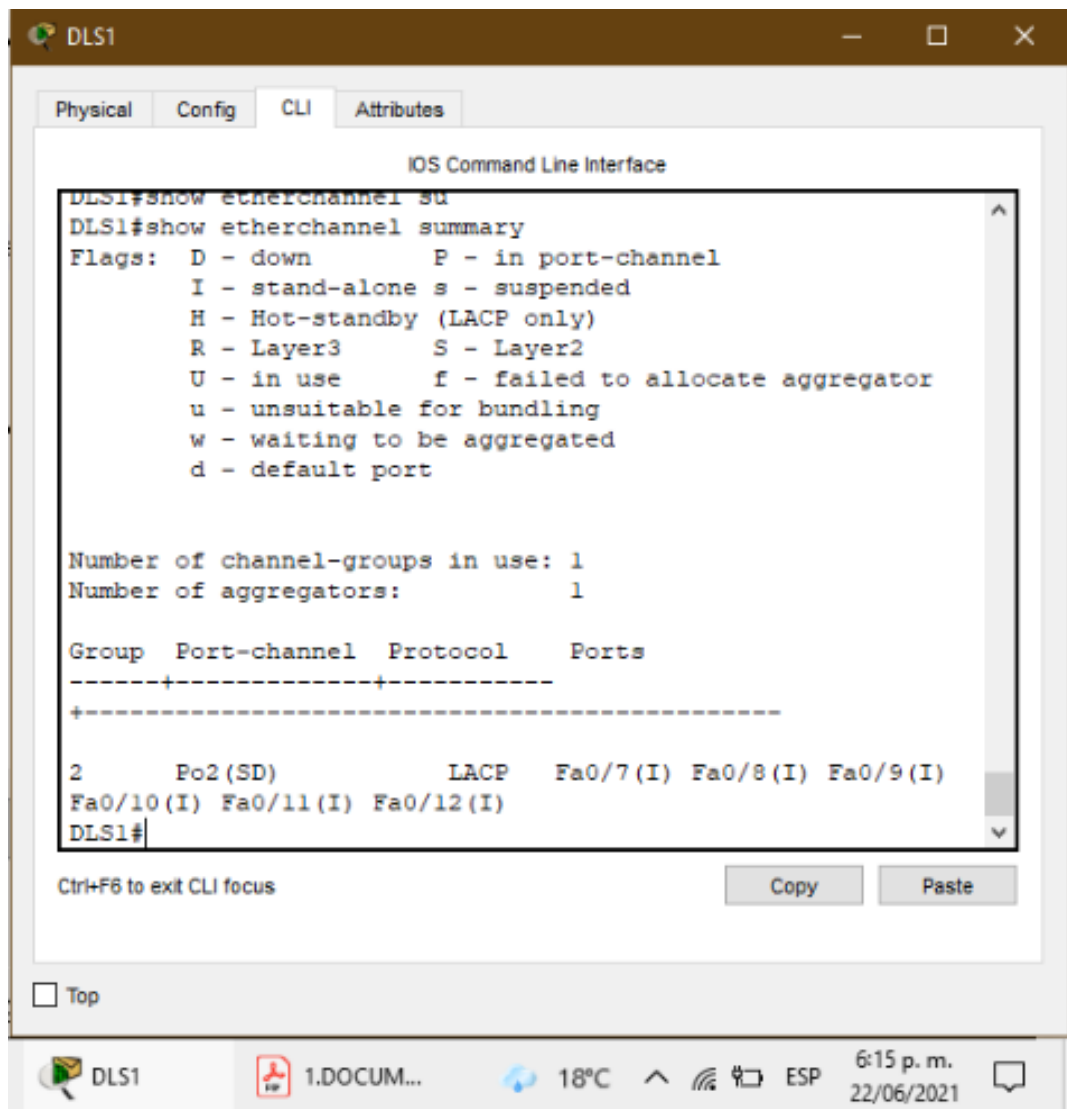 DLS1
Physical Config CLI Attributes
IOS Command Line Interface
DLS1#show etherchannel su
DLS1#show etherchannel summary
Flags: D - down P - in port-channel
I - stand-alone s - suspended
H - Hot-standby (LACP only)
R - Layer3 S - Layer2
U - in use f - failed to allocate aggregator
u - unsuitable for bundling
w - waiting to be aggregated
d - default port
Number of channel-groups in use: 1
Number of aggregators: 1
Group Port-channel Protocol Ports
------+-------------+-----------
+----------------------------------------------
2 Po2(SD) LACP Fa0/7(I) Fa0/8(I) Fa0/9(I)
Fa0/10(I) Fa0/11(I) Fa0/12(I)
DLS1#
Ctrl+F6 to exit CLI focus Copy Paste
Top
DLS1 1.DOCUM... 18°C ESP 6:15 p. m.
22/06/2021